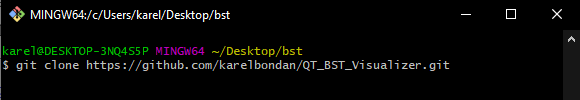 MINGW64:/c/Users/karel/Desktop/bst
karel@DESKTOP-3NQ4S5P MINGW64 ~/Desktop/bst
$ git clone https://github.com/karelbondan/QT_BST_Visualizer.git